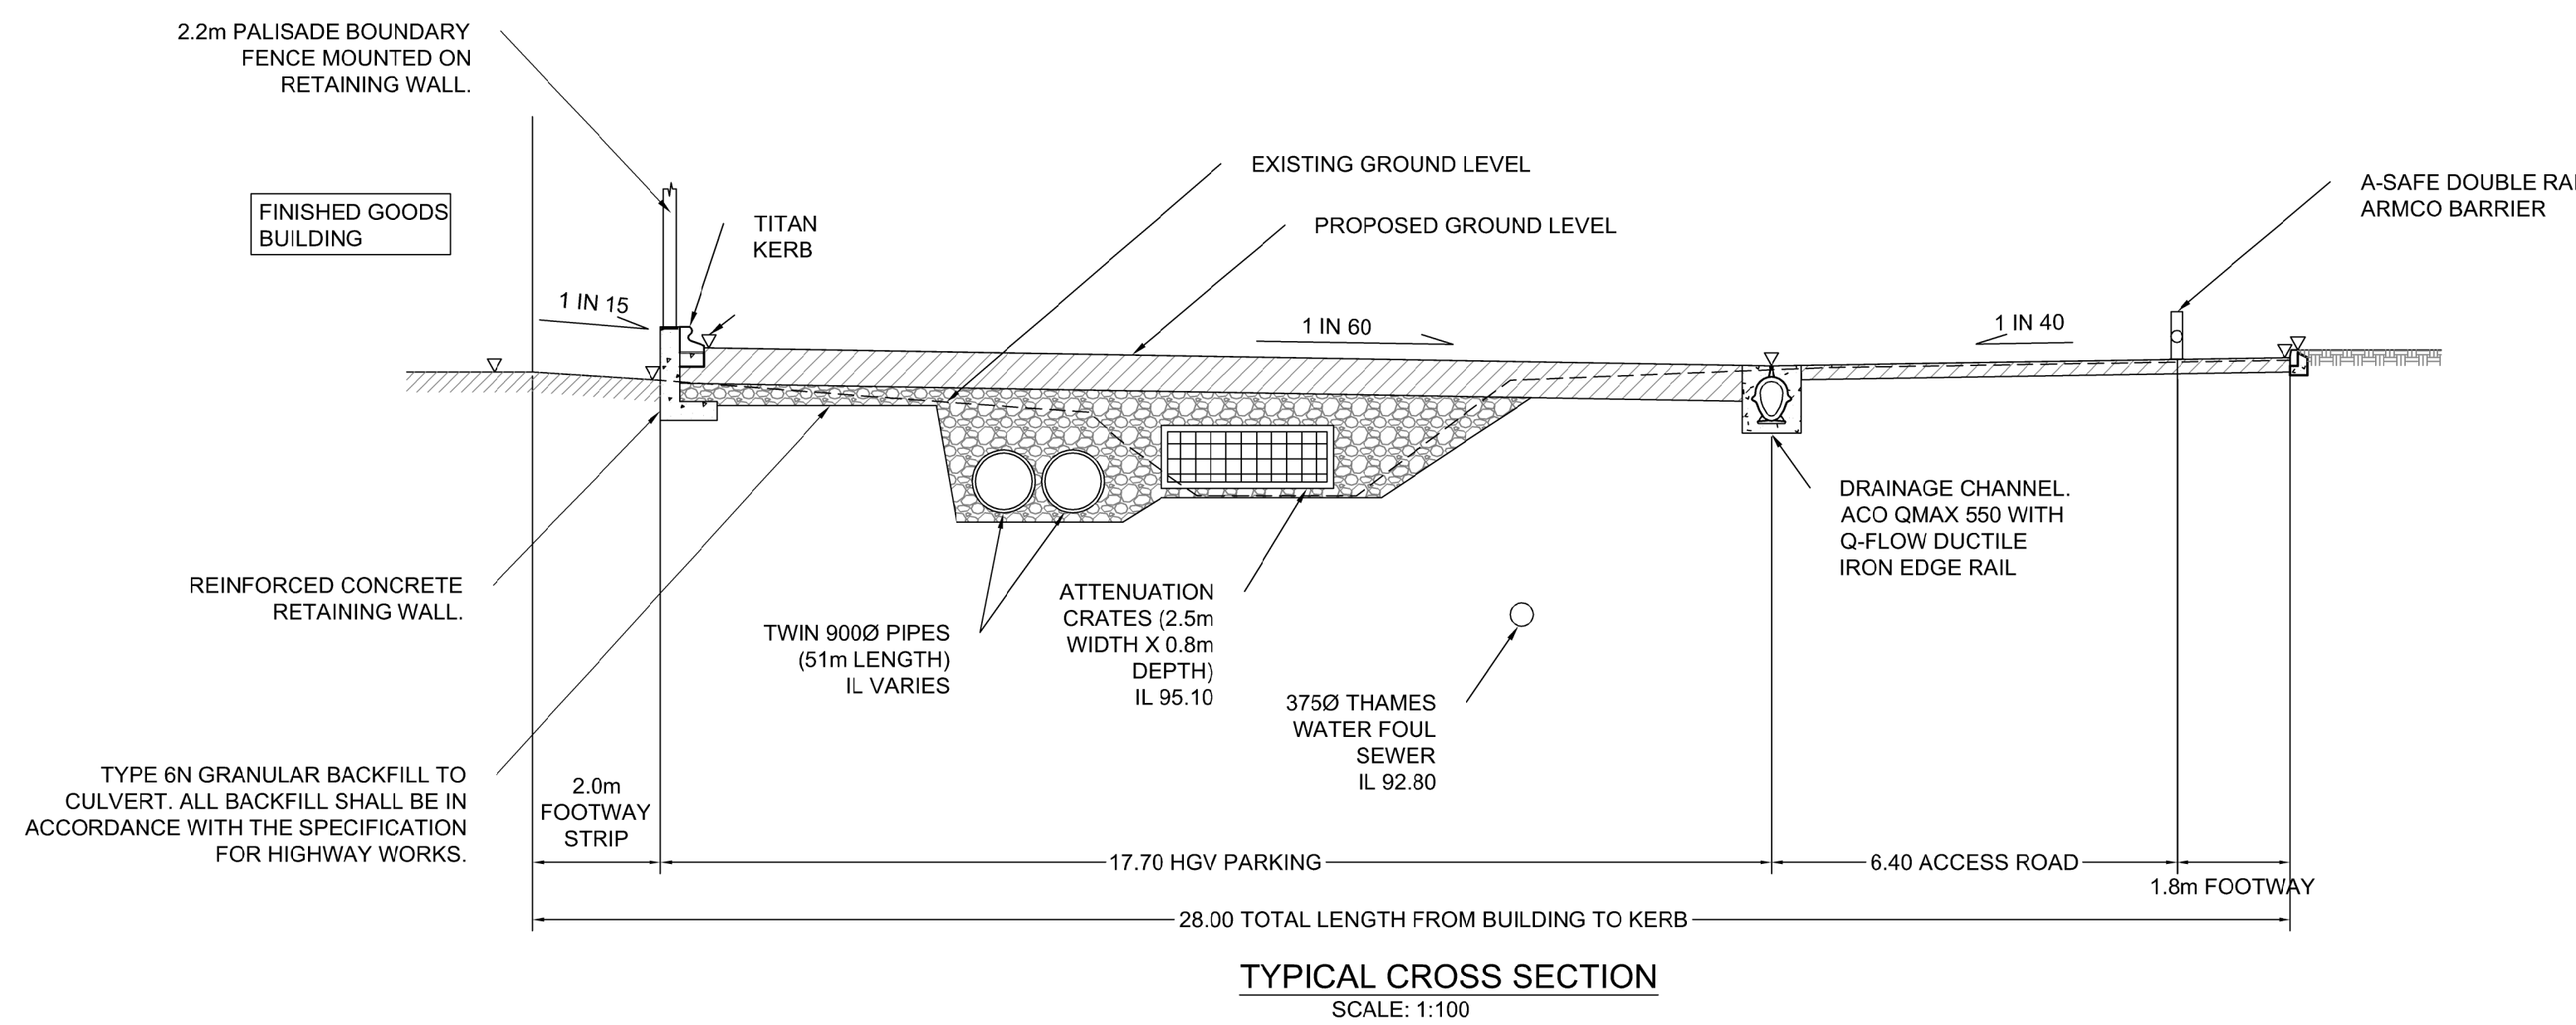 2.2m PALISADE BOUNDARY
FENCE MOUNTED ON
RETAINING WALL.
FINISHED GOODS
BUILDING
TITAN
KERB
EXISTING GROUND LEVEL
PROPOSED GROUND LEVEL
A-SAFE DOUBLE
ARMCO BARRIER
1 IN 15
1 IN 60
1 IN 40
DRAINAGE CHANNEL.
ACO QMAX 550 WITH
Q-FLOW DUCTILE
IRON EDGE RAIL
REINFORCED CONCRETE
RETAINING WALL.
TWIN 900Ø PIPES
(51m LENGTH)
IL VARIES
ATTENUATION
CRATES (2.5m
WIDTH X 0.8m
DEPTH)
IL 95.10
375Ø THAMES
WATER FOUL
SEWER
IL 92.80
TYPE 6N GRANULAR BACKFILL TO
CULVERT. ALL BACKFILL SHALL BE IN
ACCORDANCE WITH THE SPECIFICATION
FOR HIGHWAY WORKS.
2.0m
FOOTWAY
STRIP
17.70 HGV PARKING
6.40 ACCESS ROAD
1.8m FOOTWAY
28.00 TOTAL LENGTH FROM BUILDING TO KERB
TYPICAL CROSS SECTION
SCALE: 1:100